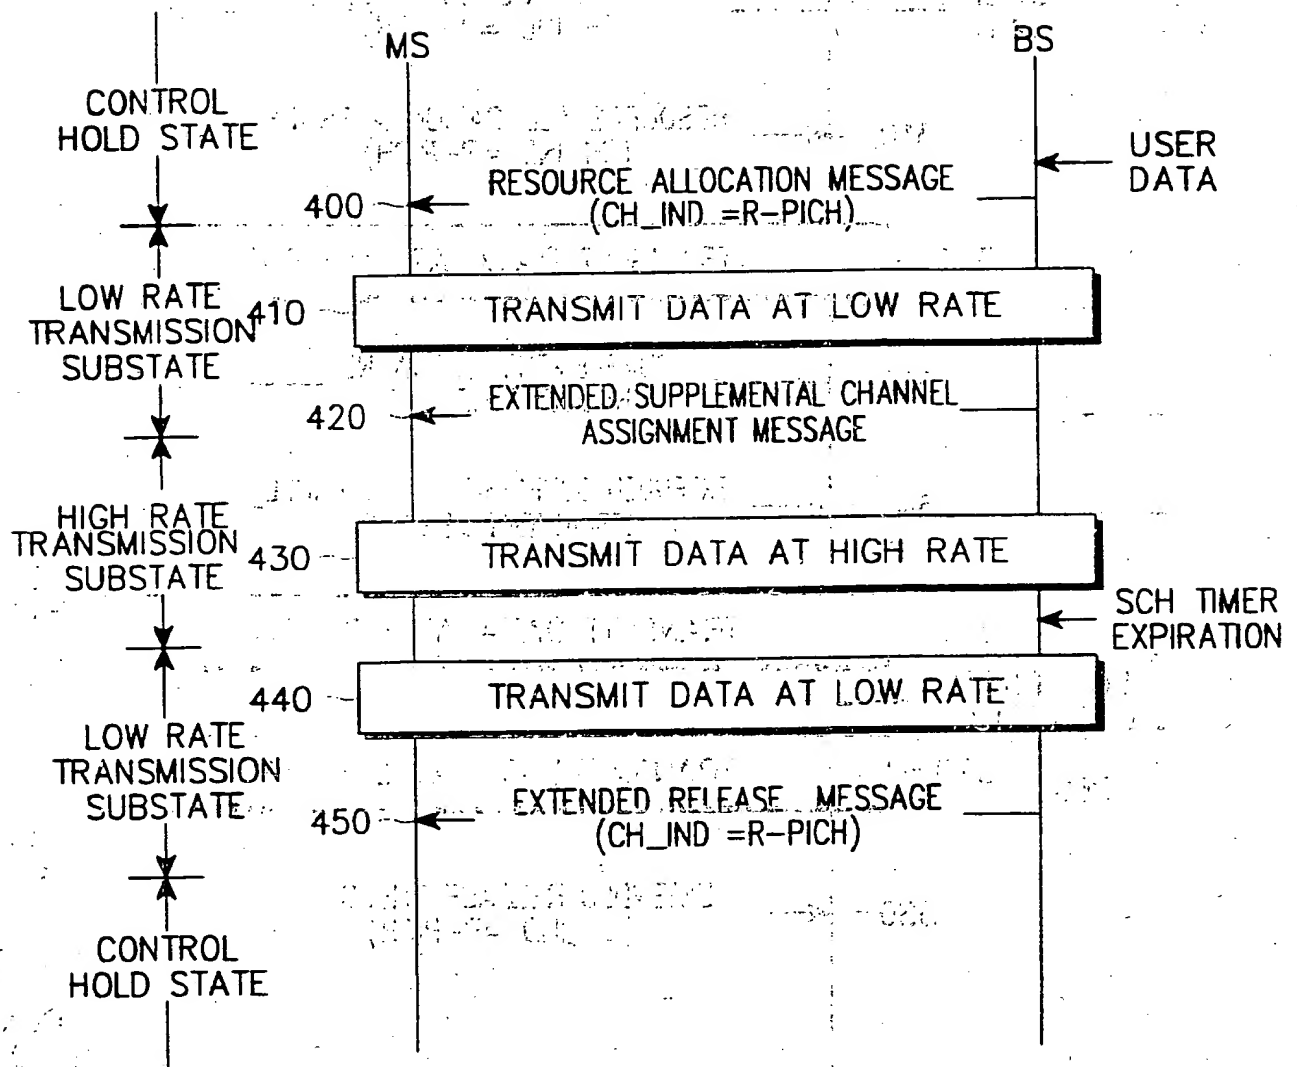 MS
BS
CONTROL
HOLD STATE
USER
DATA
RESOURCE ALLOCATION MESSAGE
(CH_IND =R-PICH)
400
LOW RATE
TRANSMISSION
SUBSTATE
410
TRANSMIT DATA AT LOW RATE
420
EXTENDED SUPPLEMENTAL CHANNEL
ASSIGNMENT MESSAGE
HIGH RATE
TRANSMISSION
SUBSTATE
430
TRANSMIT DATA AT HIGH RATE
SCH TIMER
EXPIRATION
440
TRANSMIT DATA AT LOW RATE
LOW RATE
TRANSMISSION
SUBSTATE
450
EXTENDED RELEASE MESSAGE
(CH_IND =R-PICH)
CONTROL
HOLD STATE